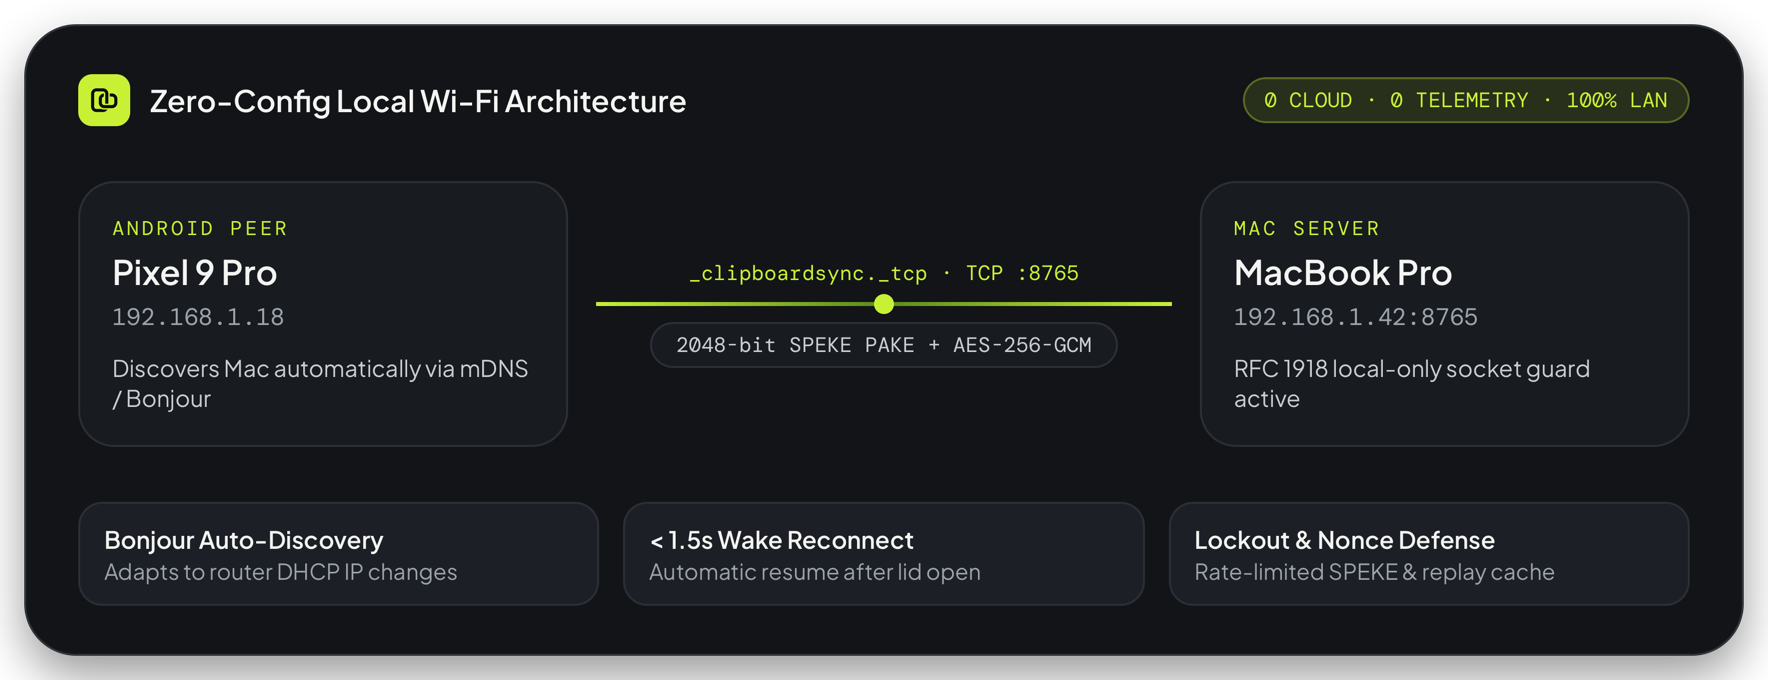 Zero-Config Local Wi-Fi Architecture
0 CLOUD · 0 TELEMETRY · 100% LAN
ANDROID PEER
Pixel 9 Pro
192.168.1.18
Discovers Mac automatically via mDNS
/ Bonjour
_clipboardsync._tcp · TCP :8765
2048-bit SPEKE PAKE + AES-256-GCM
MAC SERVER
MacBook Pro
192.168.1.42:8765
RFC 1918 local-only socket guard
active
Bonjour Auto-Discovery
Adapts to router DHCP IP changes
< 1.5s Wake Reconnect
Automatic resume after lid open
Lockout & Nonce Defense
Rate-limited SPEKE & replay cache